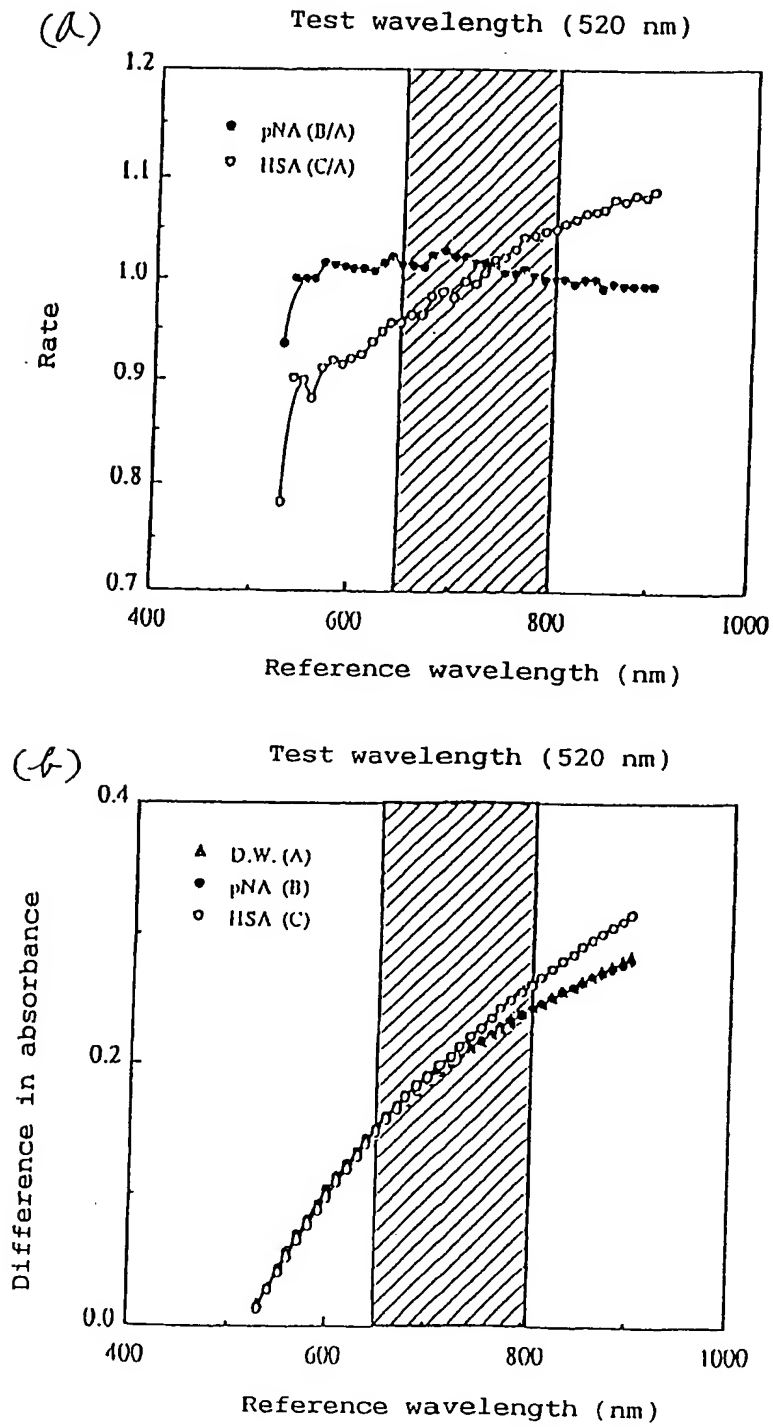 (a)
Test wavelength (520 nm)
1.2
1.1
1.0
0.9
0.8
0.7
Rate
pNA (B/A)
HSA (C/A)
400
600
800
1000
Reference wavelength (nm)
(b)
Test wavelength (520 nm)
0.4
0.2
0.0
Difference in absorbance
D.W. (A)
pNA (B)
HSA (C)
400
600
800
1000
Reference wavelength (nm)